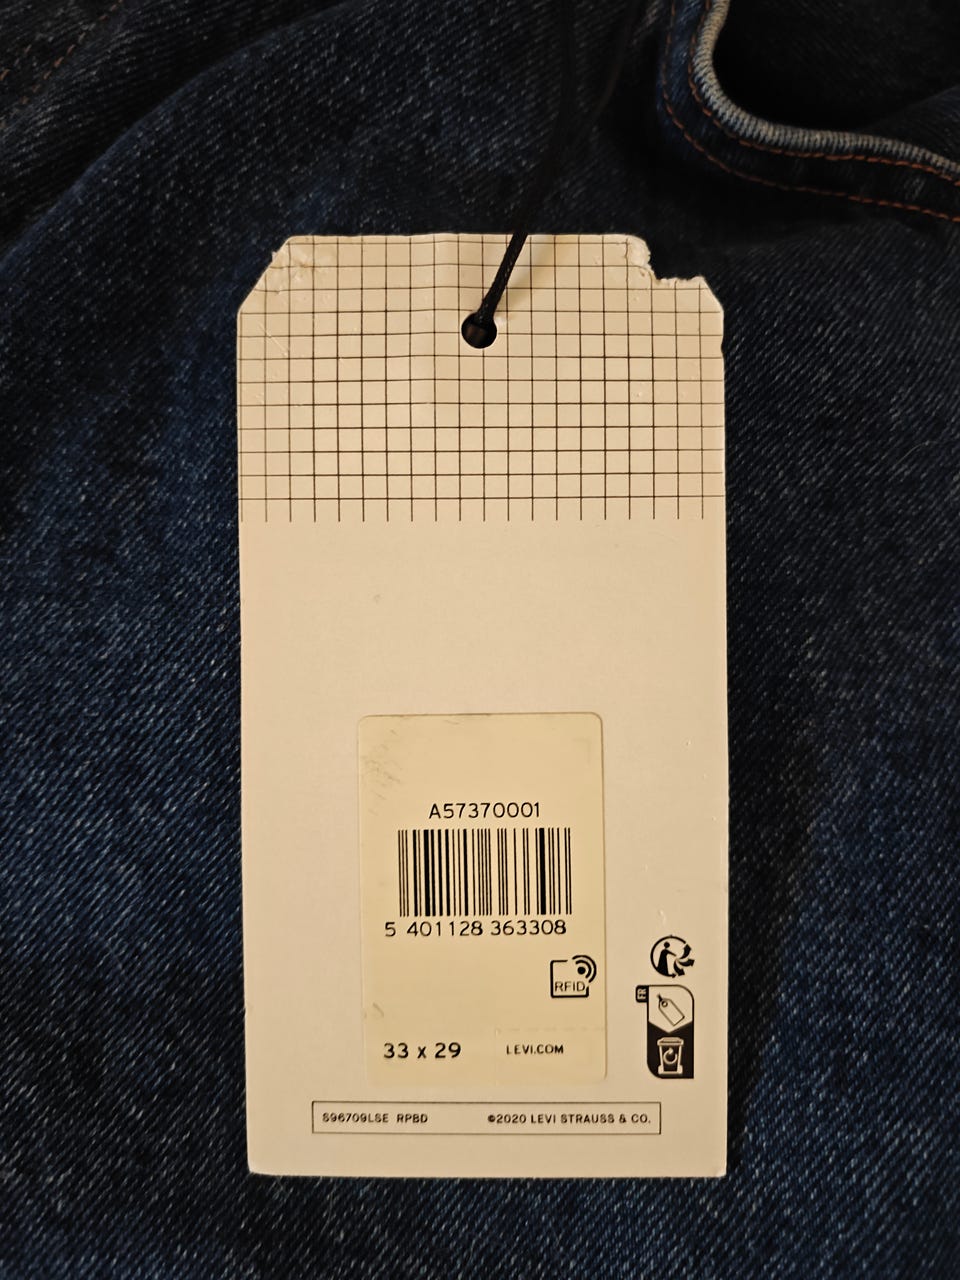 A57370001
5 401128 363308
RFID
FR
33 x 29
LEVI.COM
S96709LSE RPBD
©2020 LEVI STRAUSS & CO.